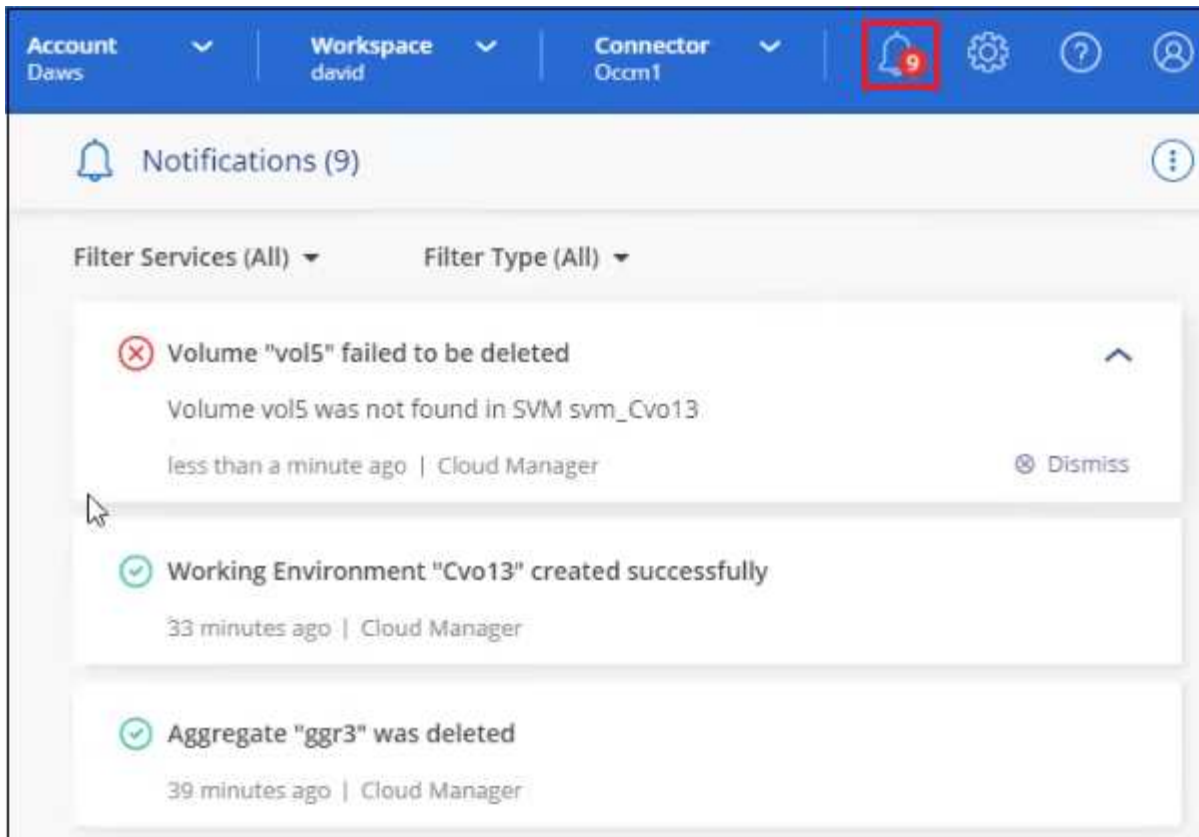 Account Workspace Connector
Daws david Occm1 9
Notifications (9)
Filter Services (All) Filter Type (All)
Volume "vol5" failed to be deleted
Volume vol5 was not found in SVM svm_Cvo13
less than a minute ago | Cloud Manager Dismiss
Working Environment "Cvo13" created successfully
33 minutes ago | Cloud Manager
Aggregate "ggr3" was deleted
39 minutes ago | Cloud Manager